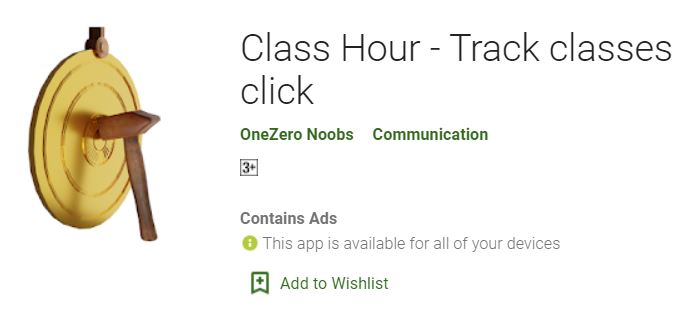 Class Hour - Track classes
click
OneZero Noobs Communication
3+
Contains Ads
This app is available for all of your devices
Add to Wishlist